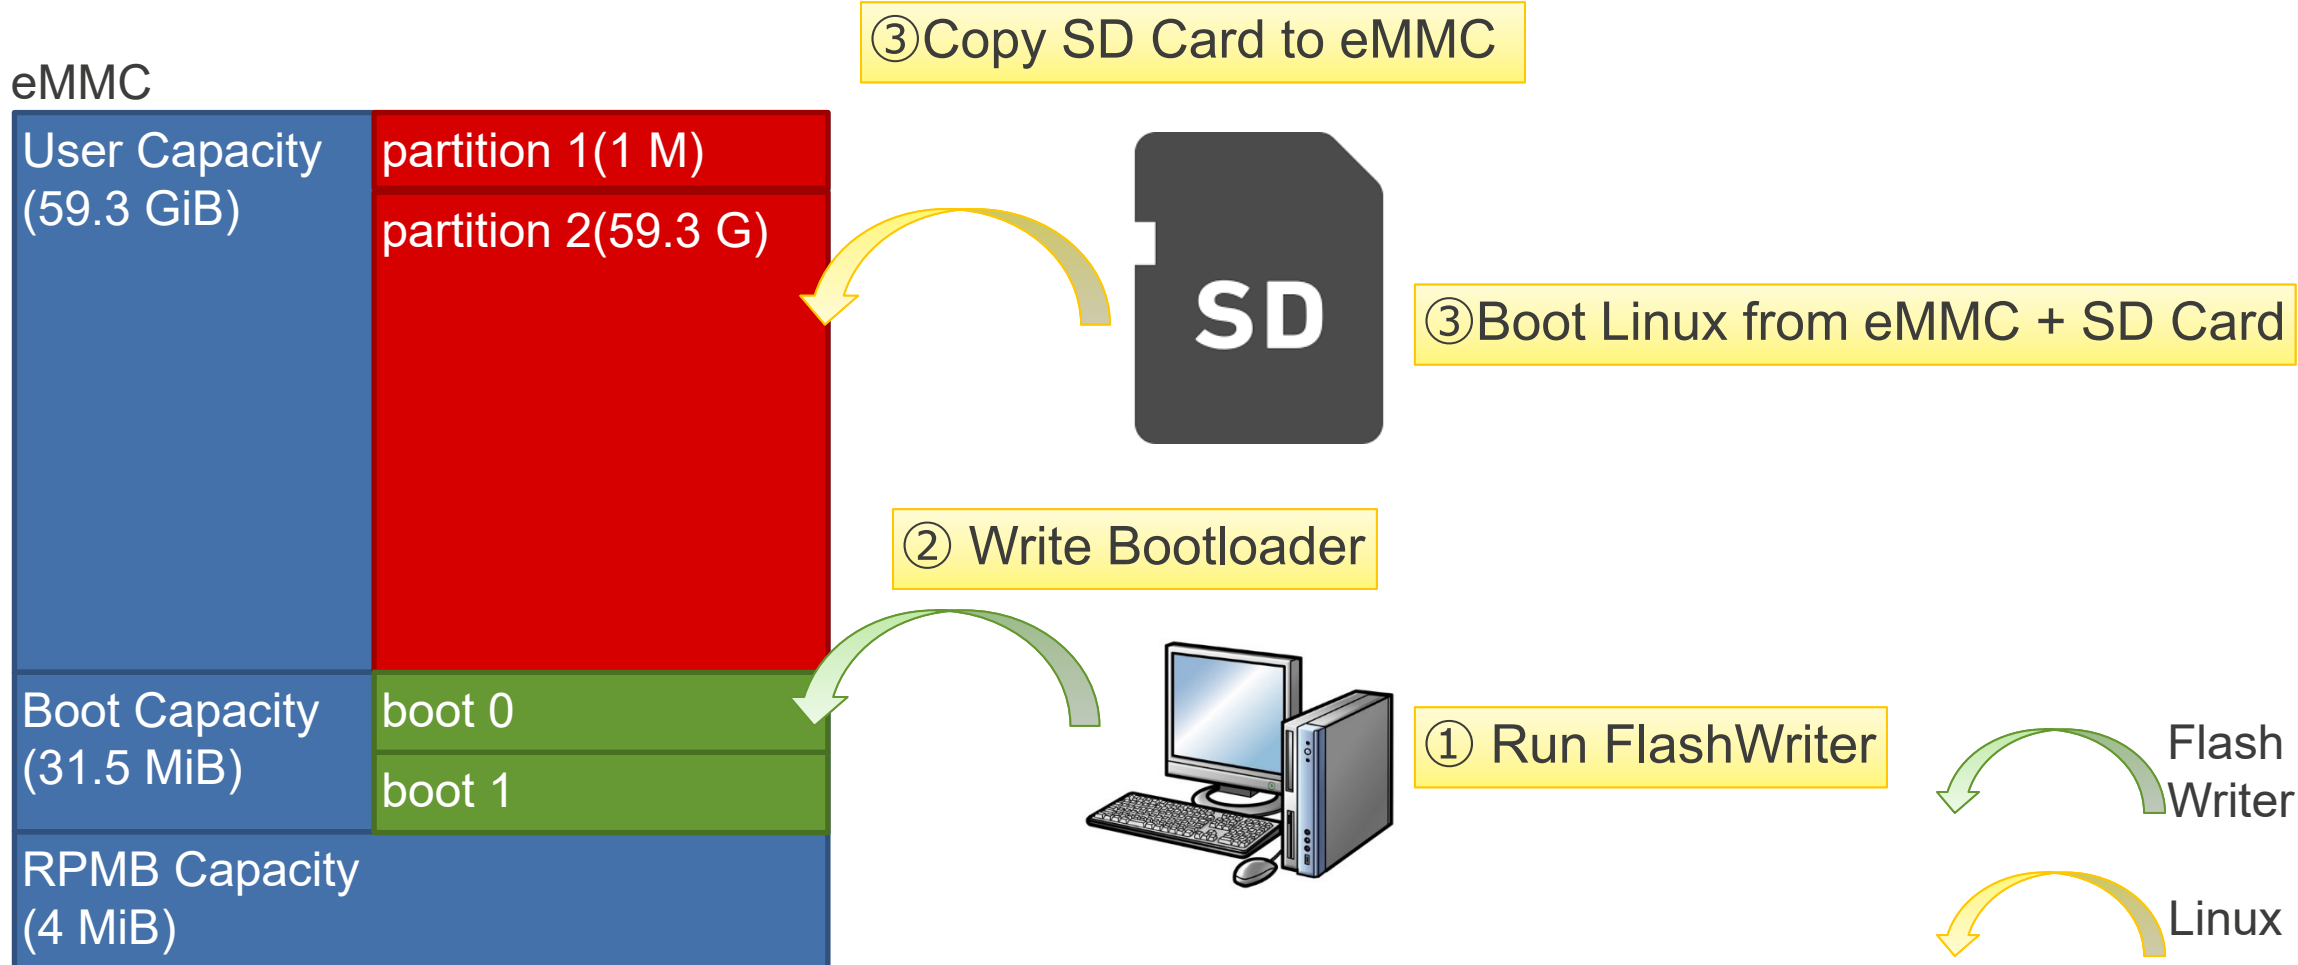 ③Copy SD Card to eMMC
eMMC
User Capacity
(59.3 GiB)
partition 1(1 M)
partition 2(59.3 G)
SD
③Boot Linux from eMMC + SD Card
② Write Bootloader
Boot Capacity
(31.5 MiB)
boot 0
boot 1
① Run FlashWriter
Flash
Writer
RPMB Capacity
(4 MiB)
Linux